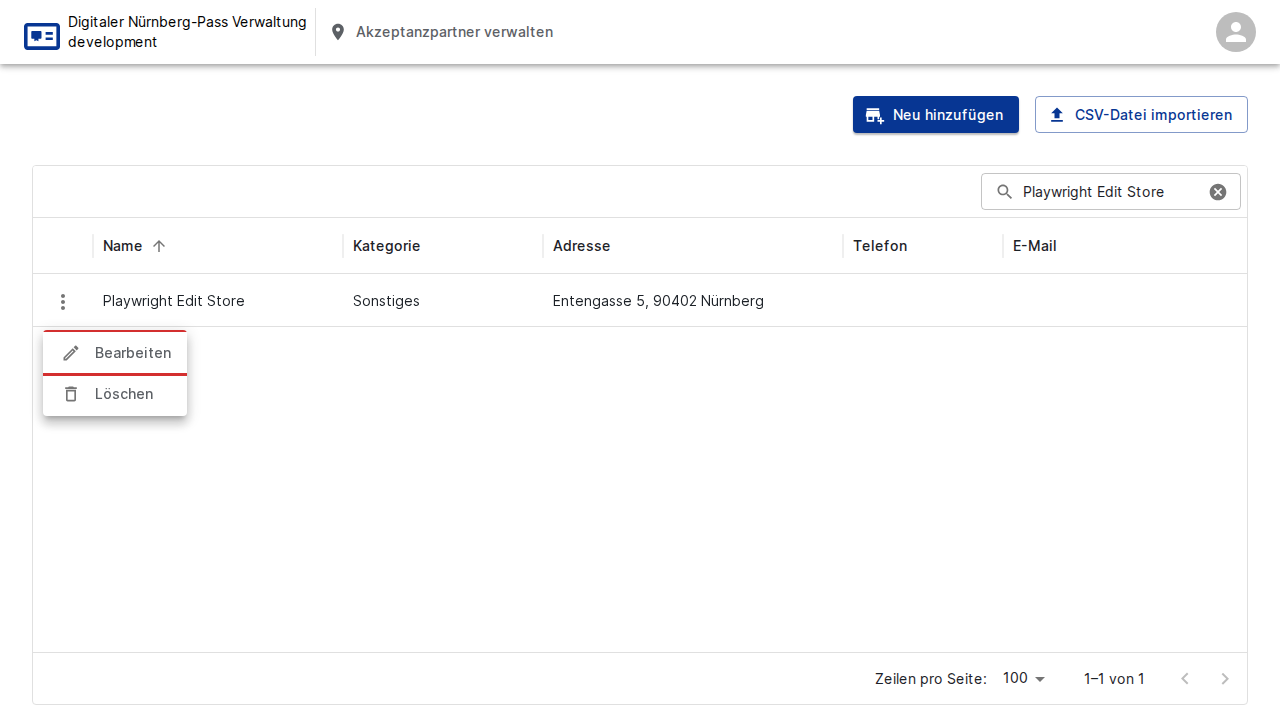 Digitaler Nürnberg-Pass Verwaltung
development
Akzeptanzpartner verwalten
Neu hinzufügen
CSV-Datei importieren
Playwright Edit Store
Name
Kategorie
Adresse
Telefon
E-Mail
Playwright Edit Store
Sonstiges
Entengasse 5, 90402 Nürnberg
Bearbeiten
Löschen
Zeilen pro Seite:
100
1–1 von 1